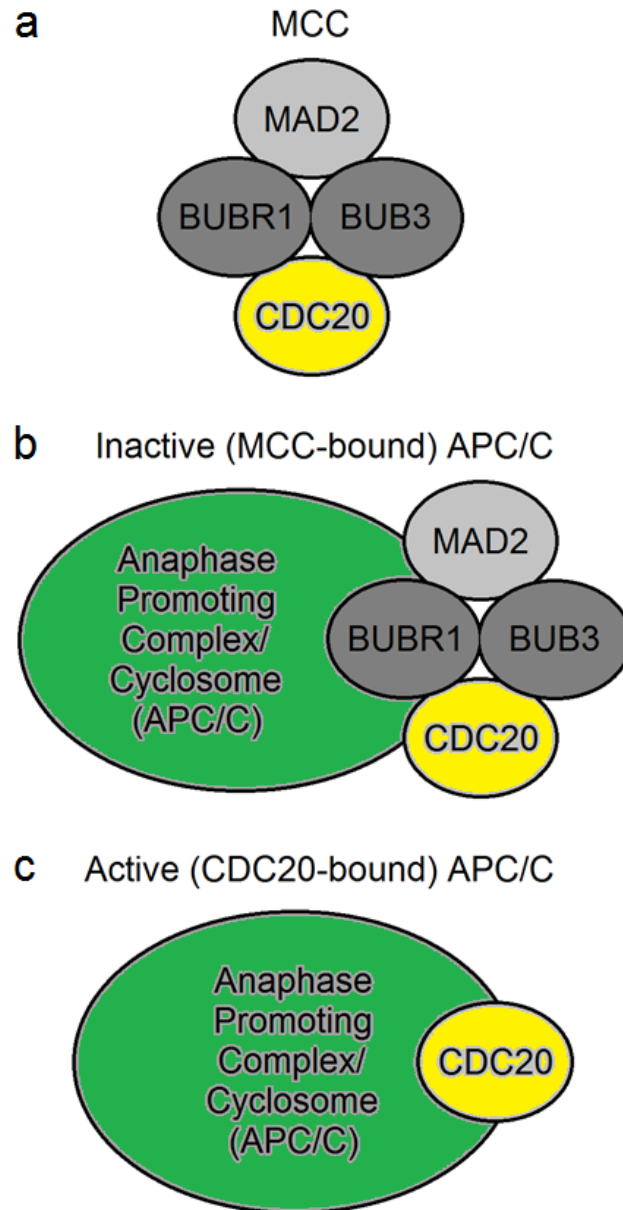 a
MCC
MAD2
BUBR1 BUB3
CDC20
b Inactive (MCC-bound) APC/C
Anaphase
Promoting
Complex/
Cyclosome
(APC/C)
MAD2
BUBR1 BUB3
CDC20
c Active (CDC20-bound) APC/C
Anaphase
Promoting
Complex/
Cyclosome
(APC/C)
CDC20